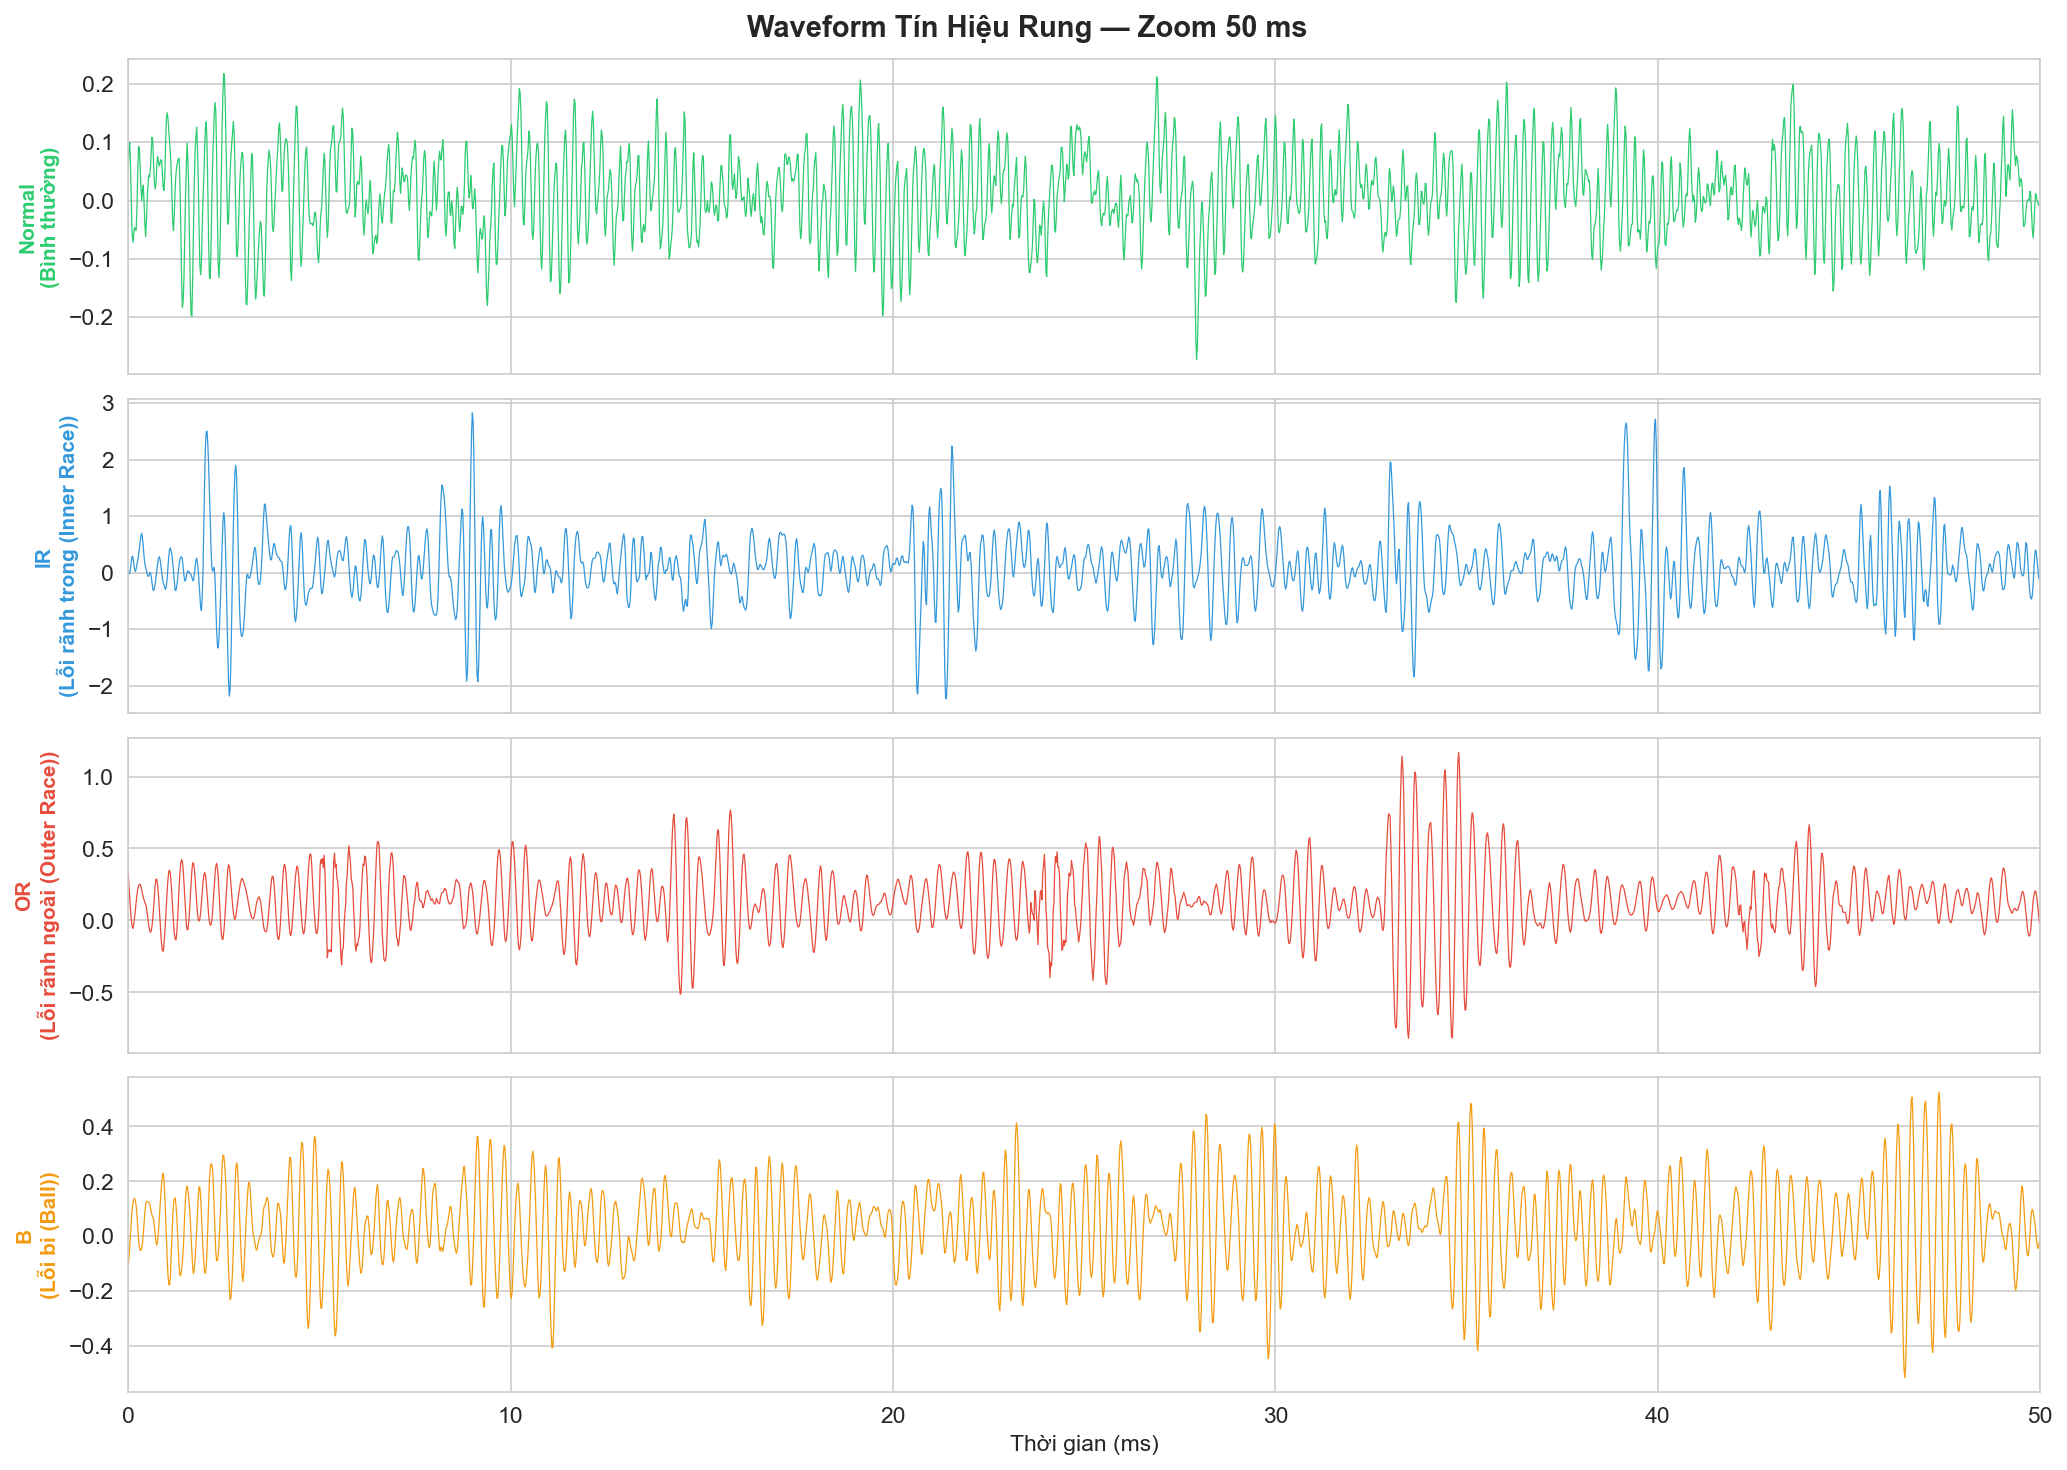 Waveform Tín Hiệu Rung — Zoom 50 ms
Normal
(Bình thường)
0.2
0.1
0.0
−0.1
−0.2
IR
(Lỗi rãnh trong (Inner Race))
3
2
1
0
−1
−2
OR
(Lỗi rãnh ngoài (Outer Race))
1.0
0.5
0.0
−0.5
B
(Lỗi bi (Ball))
0.4
0.2
0.0
−0.2
−0.4
0 10 20 30 40 50
Thời gian (ms)